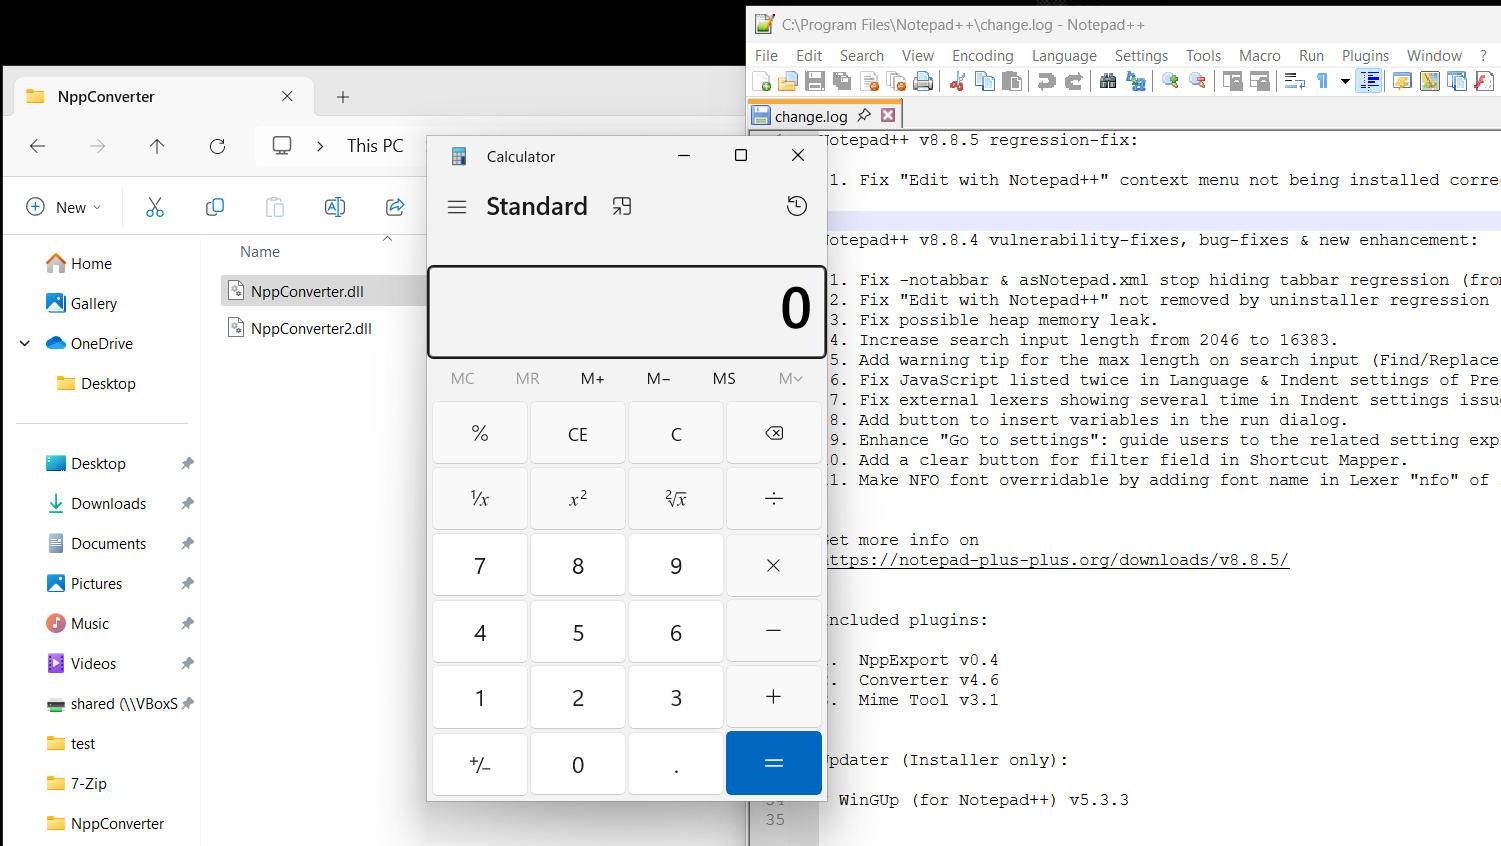 NppConverter
This PC
New
Name
Home
Gallery
OneDrive
Desktop
Desktop
Downloads
Documents
Pictures
Music
Videos
shared (\\VBoxS
test
7-Zip
NppConverter
NppConverter.dll
NppConverter2.dll
Calculator
Standard
0
MC MR M+ M− MS M
% CE C
¹⁄x x² ²√x ÷
7 8 9 ×
4 5 6 −
1 2 3 +
+/− 0 . =
C:\Program Files\Notepad++\change.log - Notepad++
File Edit Search View Encoding Language Settings Tools Macro Run Plugins Window ?
change.log
Notepad++ v8.8.5 regression-fix:
1. Fix "Edit with Notepad++" context menu not being installed corre
Notepad++ v8.8.4 vulnerability-fixes, bug-fixes & new enhancement:
1. Fix -notabbar & asNotepad.xml stop hiding tabbar regression (fro
2. Fix "Edit with Notepad++" not removed by uninstaller regression
3. Fix possible heap memory leak.
4. Increase search input length from 2046 to 16383.
5. Add warning tip for the max length on search input (Find/Replace
6. Fix JavaScript listed twice in Language & Indent settings of Pre
7. Fix external lexers showing several time in Indent settings issu
8. Add button to insert variables in the run dialog.
9. Enhance "Go to settings": guide users to the related setting exp
0. Add a clear button for filter field in Shortcut Mapper.
1. Make NFO font overridable by adding font name in Lexer "nfo" of
Get more info on
https://notepad-plus-plus.org/downloads/v8.8.5/
Included plugins:
1. NppExport v0.4
2. Converter v4.6
3. Mime Tool v3.1
Updater (Installer only):
34 WinGUp (for Notepad++) v5.3.3
35